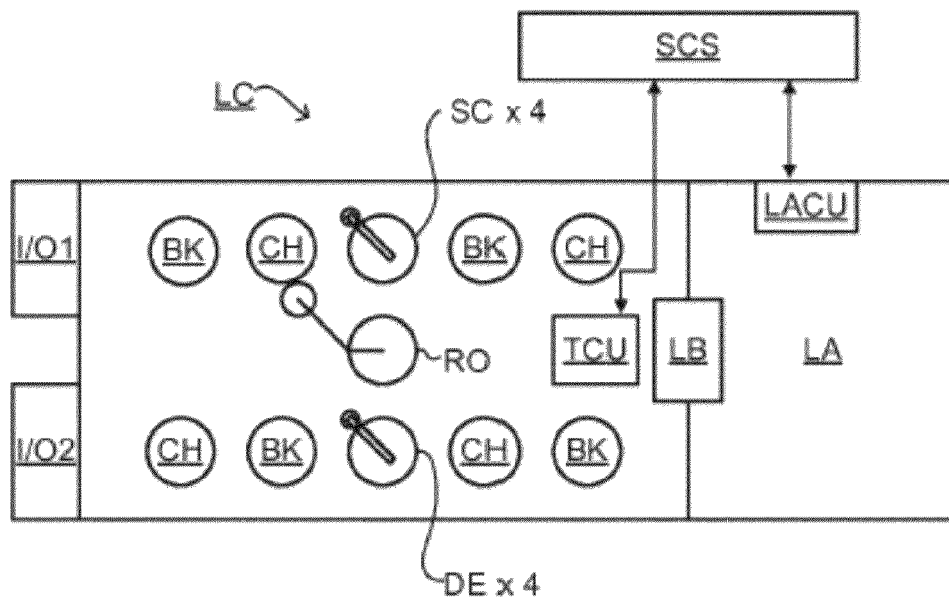 SCS
LC
SC x 4
I/O1
BK
CH
BK
CH
LACU
RO
TCU
LB
LA
I/O2
CH
BK
CH
BK
DE x 4